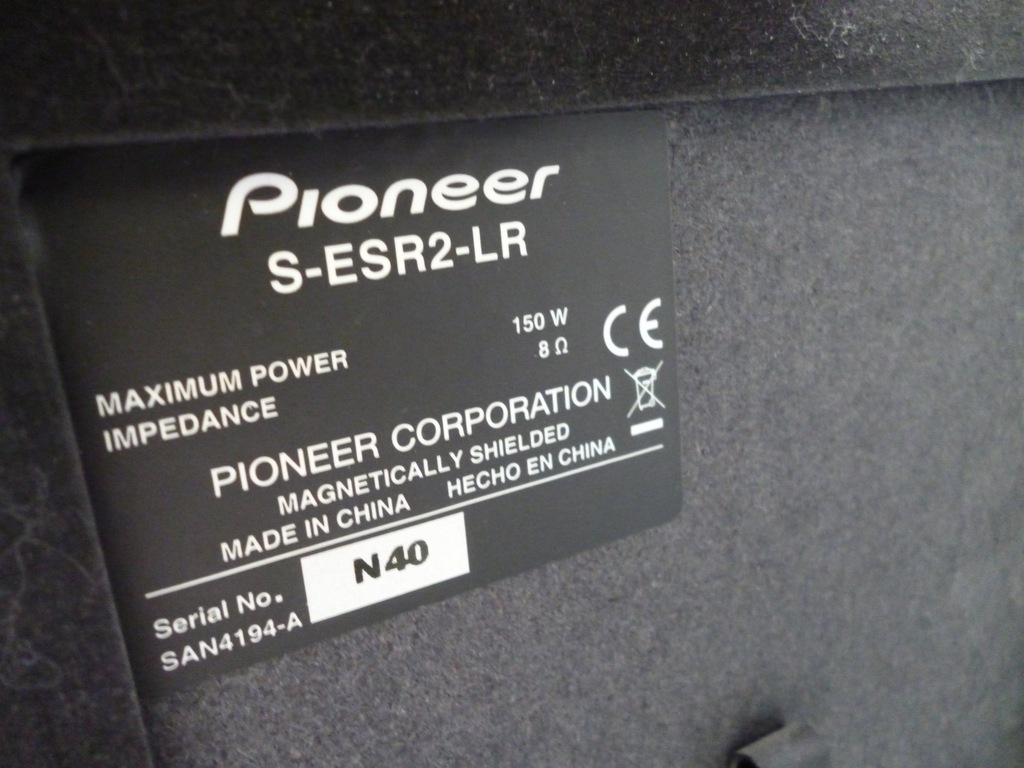 Pioneer
S-ESR2-LR
MAXIMUM POWER 150 W
IMPEDANCE 8 Ω
CE
PIONEER CORPORATION
MAGNETICALLY SHIELDED
MADE IN CHINA HECHO EN CHINA
Serial No. N40
SAN4194-A